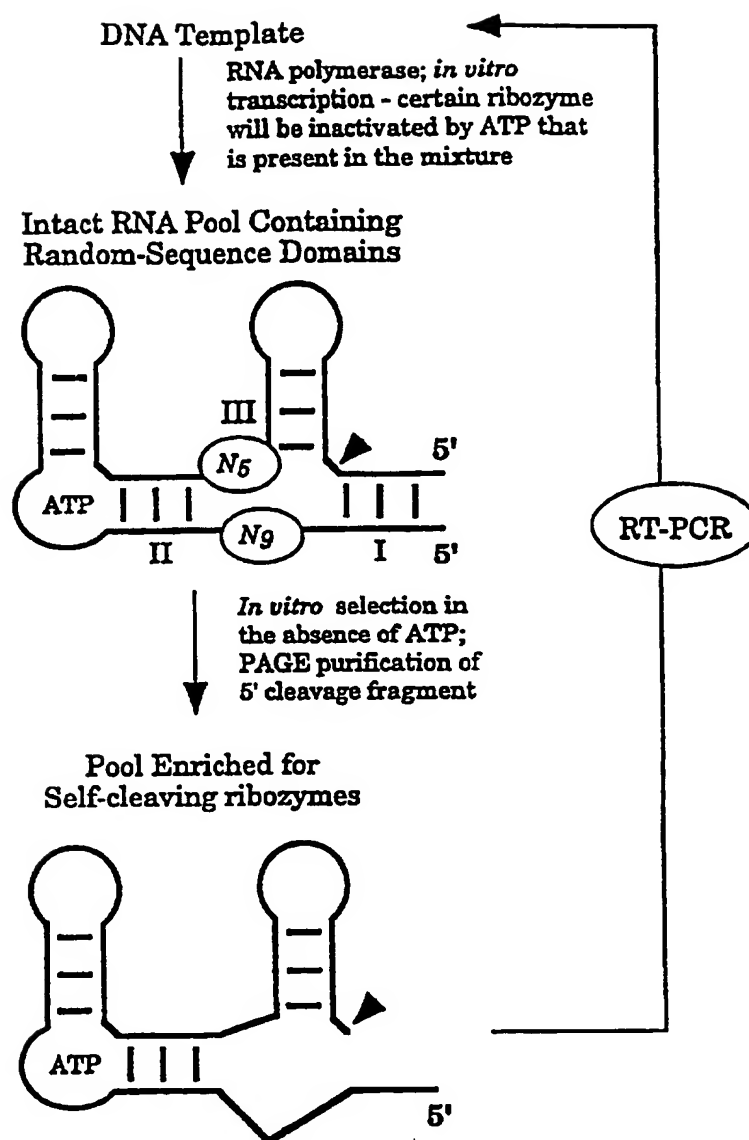 DNA Template
RNA polymerase; in vitro
transcription - certain ribozyme
will be inactivated by ATP that
is present in the mixture
Intact RNA Pool Containing
Random-Sequence Domains
III
N5
5'
ATP
N9
II
I
5'
RT-PCR
In vitro selection in
the absence of ATP;
PAGE purification of
5' cleavage fragment
Pool Enriched for
Self-cleaving ribozymes
ATP
5'